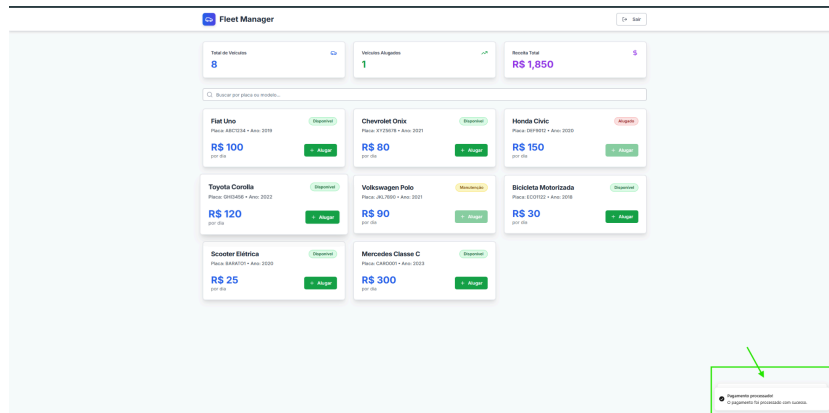 Fleet Manager
Sair
Total de Veículos
8
Veículos Alugados
1
Receita Total
R$ 1,850
Buscar por placa ou modelo...
Fiat Uno
Disponível
Placa: ABC1234 • Ano: 2019
R$ 100
por dia
+ Alugar
Chevrolet Onix
Disponível
Placa: XYZ5678 • Ano: 2021
R$ 80
por dia
+ Alugar
Honda Civic
Alugado
Placa: DEF9012 • Ano: 2020
R$ 150
por dia
+ Alugar
Toyota Corolla
Disponível
Placa: GHI3456 • Ano: 2022
R$ 120
por dia
+ Alugar
Volkswagen Polo
Manutenção
Placa: JKL7890 • Ano: 2021
R$ 90
por dia
+ Alugar
Bicicleta Motorizada
Disponível
Placa: ECO1122 • Ano: 2018
R$ 30
por dia
+ Alugar
Scooter Elétrica
Disponível
Placa: BARATO1 • Ano: 2020
R$ 25
por dia
+ Alugar
Mercedes Classe C
Disponível
Placa: CARO001 • Ano: 2023
R$ 300
por dia
+ Alugar
Pagamento processado!
O pagamento foi processado com sucesso.